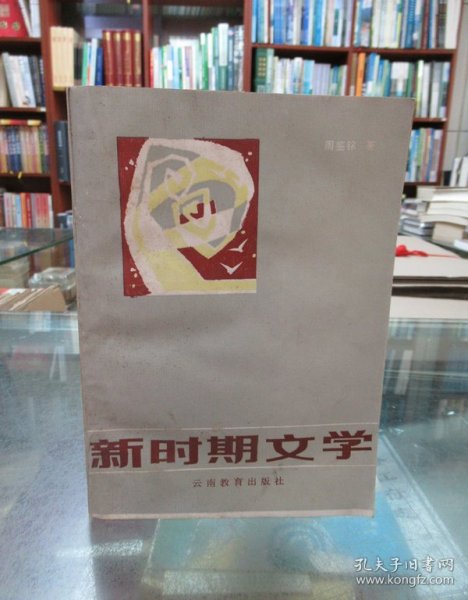 周鉴铭 著
新时期文学
云南教育出版社
孔夫子旧书网
www.kongfz.com